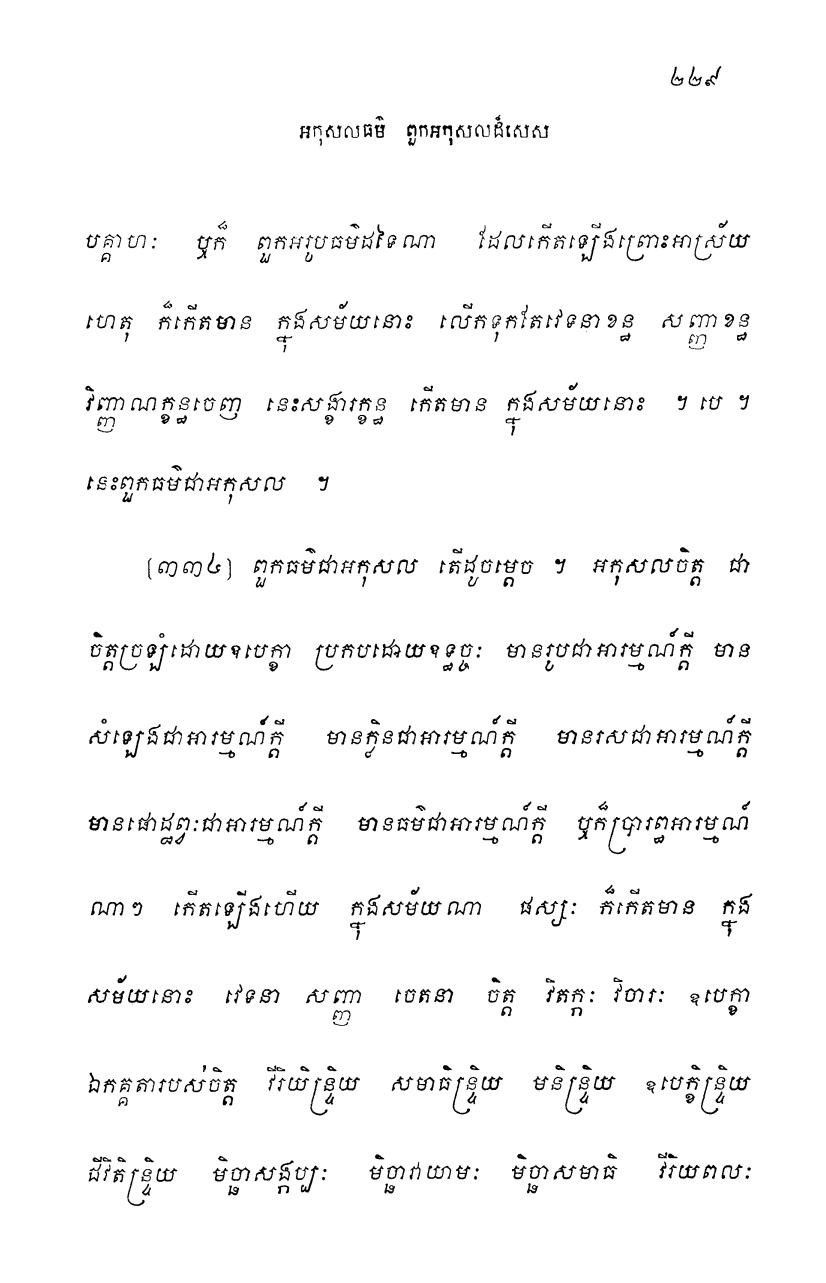 ២២៩
អកុសលធម៌ ពួកអកុសលដ៏សេស
បគ្គាហៈ ឬក៏ ពួកអរូបធម៌ដទៃណា ដែលកើតឡើងព្រោះអាស្រ័យ
ហេតុ ក៏កើតមាន ក្នុងសម័យនោះ លើកទុកតែវេទនាខន្ធ សញ្ញាខន្ធ
វិញ្ញាណក្ខន្ធចេញ នេះសង្ខារក្ខន្ធ កើតមាន ក្នុងសម័យនោះ ។ បេ ។
នេះពួកធម៌ជាអកុសល ។
[៣៣៤] ពួកធម៌ជាអកុសល តើដូចម្តេច ។ អកុសលចិត្ត ជា
ចិត្តច្រឡំដោយឧបេក្ខា ប្រកបដោយឧទ្ធច្ចៈ មានរូបជាអារម្មណ៍ក្តី មាន
សំឡេងជាអារម្មណ៍ក្តី មានក្លិនជាអារម្មណ៍ក្តី មានរសជាអារម្មណ៍ក្តី
មានផោដ្ឋព្វៈជាអារម្មណ៍ក្តី មានធម៌ជាអារម្មណ៍ក្តី ឬក៏ប្រារព្ធអារម្មណ៍
ណាៗ កើតឡើងហើយ ក្នុងសម័យណា ផស្សៈ ក៏កើតមាន ក្នុង
សម័យនោះ វេទនា សញ្ញា ចេតនា ចិត្ត វិតក្កៈ វិចារៈ ឧបេក្ខា
ឯកគ្គតារបស់ចិត្ត វីរិយិន្ទ្រិយ សមាធិន្ទ្រិយ មនិន្ទ្រិយ ឧបេក្ខិន្ទ្រិយ
ជីវិតិន្ទ្រិយ មិច្ឆាសង្កប្បៈ មិច្ឆាវាយាមៈ មិច្ឆាសមាធិ វីរិយពលៈ